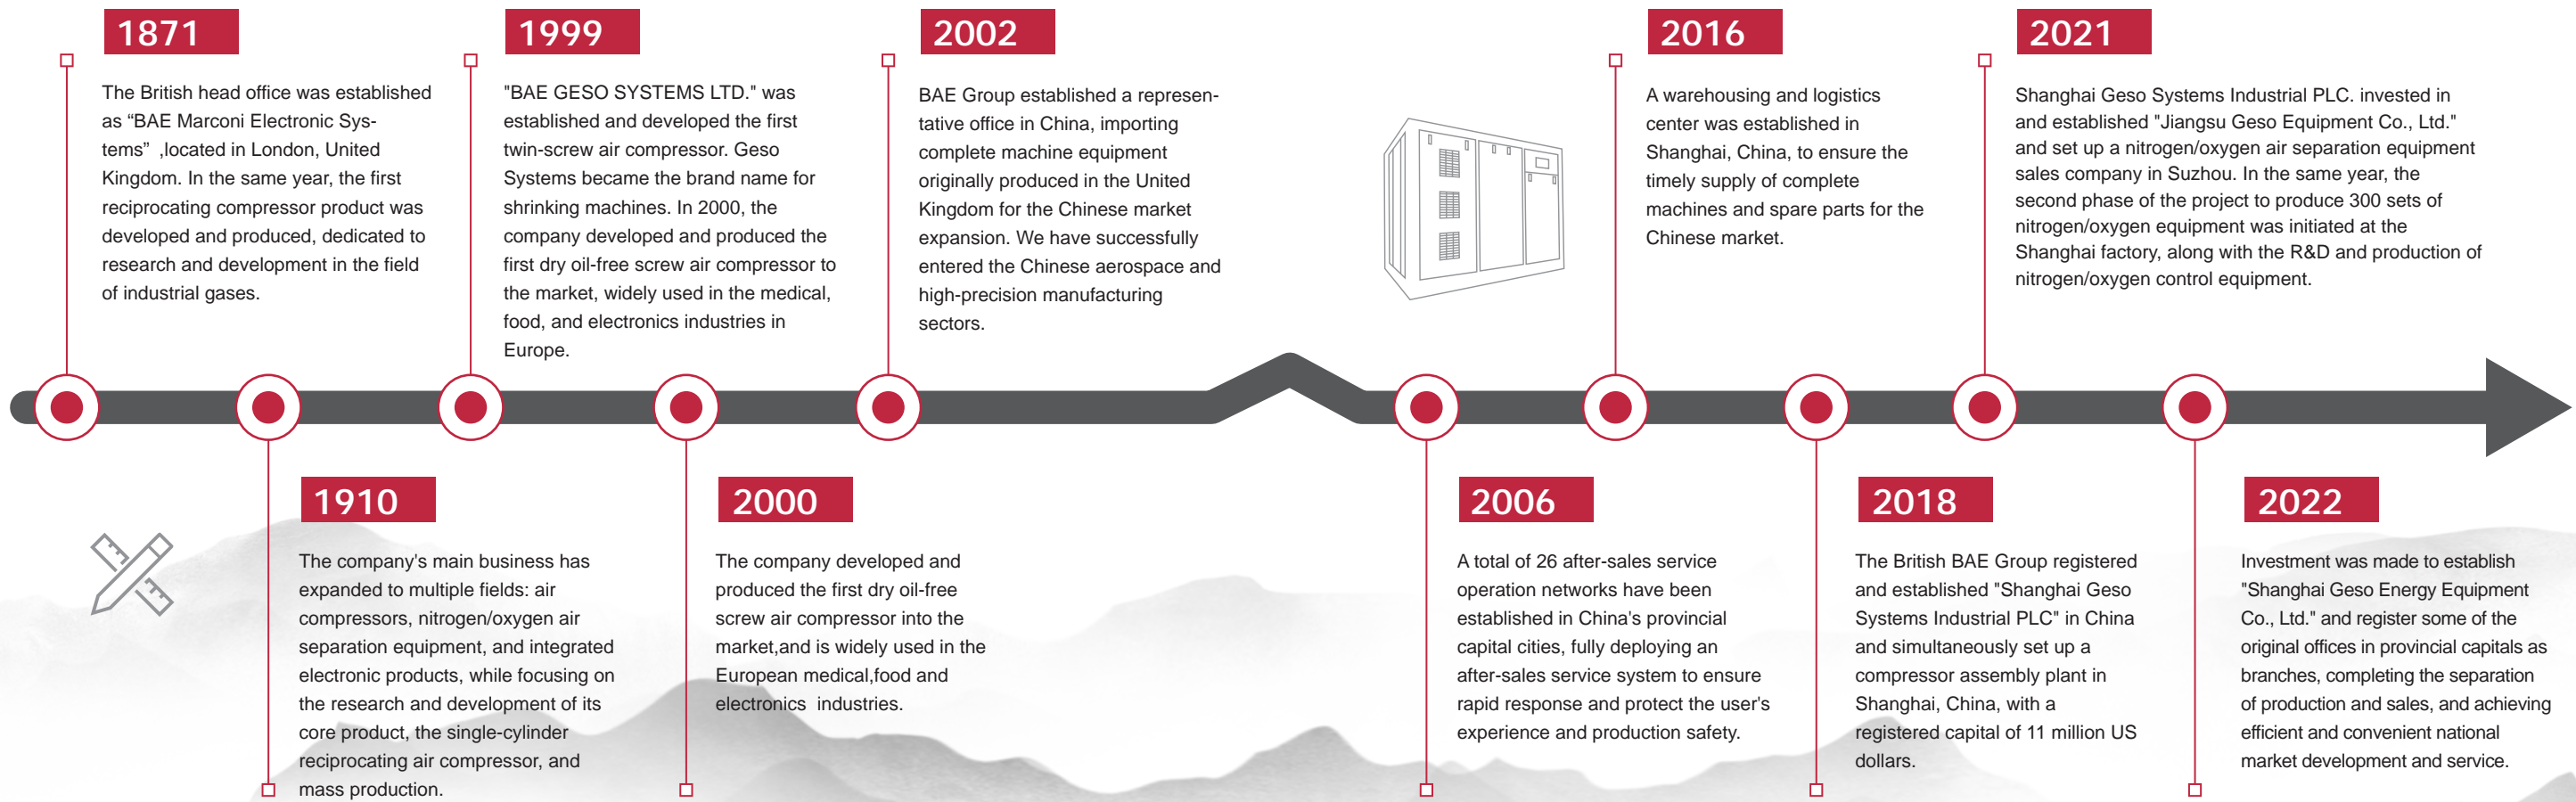 1871
The British head office was established
as “BAE Marconi Electronic Sys-
tems” ,located in London, United
Kingdom. In the same year, the first
reciprocating compressor product was
developed and produced, dedicated to
research and development in the field
of industrial gases.
1910
The company's main business has
expanded to multiple fields: air
compressors, nitrogen/oxygen air
separation equipment, and integrated
electronic products, while focusing on
the research and development of its
core product, the single-cylinder
reciprocating air compressor, and
mass production.
1999
"BAE GESO SYSTEMS LTD." was
established and developed the first
twin-screw air compressor. Geso
Systems became the brand name for
shrinking machines. In 2000, the
company developed and produced the
first dry oil-free screw air compressor to
the market, widely used in the medical,
food, and electronics industries in
Europe.
2000
The company developed and
produced the first dry oil-free
screw air compressor into the
market,and is widely used in the
European medical,food and
electronics  industries.
2002
BAE Group established a represen-
tative office in China, importing
complete machine equipment
originally produced in the United
Kingdom for the Chinese market
expansion. We have successfully
entered the Chinese aerospace and
high-precision manufacturing
sectors.
2006
A total of 26 after-sales service
operation networks have been
established in China's provincial
capital cities, fully deploying an
after-sales service system to ensure
rapid response and protect the user's
experience and production safety.
2016
A warehousing and logistics
center was established in
Shanghai, China, to ensure the
timely supply of complete
machines and spare parts for the
Chinese market.
2018
The British BAE Group registered
and established "Shanghai Geso
Systems Industrial PLC" in China
and simultaneously set up a
compressor assembly plant in
Shanghai, China, with a
registered capital of 11 million US
dollars.
2021
Shanghai Geso Systems Industrial PLC. invested in
and established "Jiangsu Geso Equipment Co., Ltd."
and set up a nitrogen/oxygen air separation equipment
sales company in Suzhou. In the same year, the
second phase of the project to produce 300 sets of
nitrogen/oxygen equipment was initiated at the
Shanghai factory, along with the R&D and production of
nitrogen/oxygen control equipment.
2022
Investment was made to establish
"Shanghai Geso Energy Equipment
Co., Ltd." and register some of the
original offices in provincial capitals as
branches, completing the separation
of production and sales, and achieving
efficient and convenient national
market development and service.